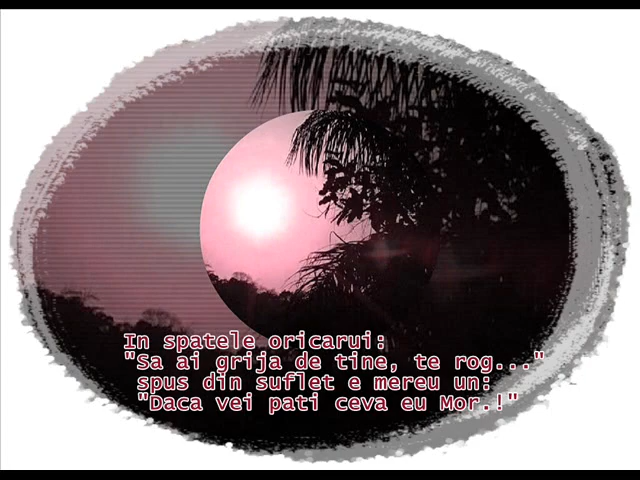 In spatele oricarui:
"Sa ai grija de tine, te rog..."
spus din suflet e mereu un:
"Daca vei pati ceva eu Mor.!"